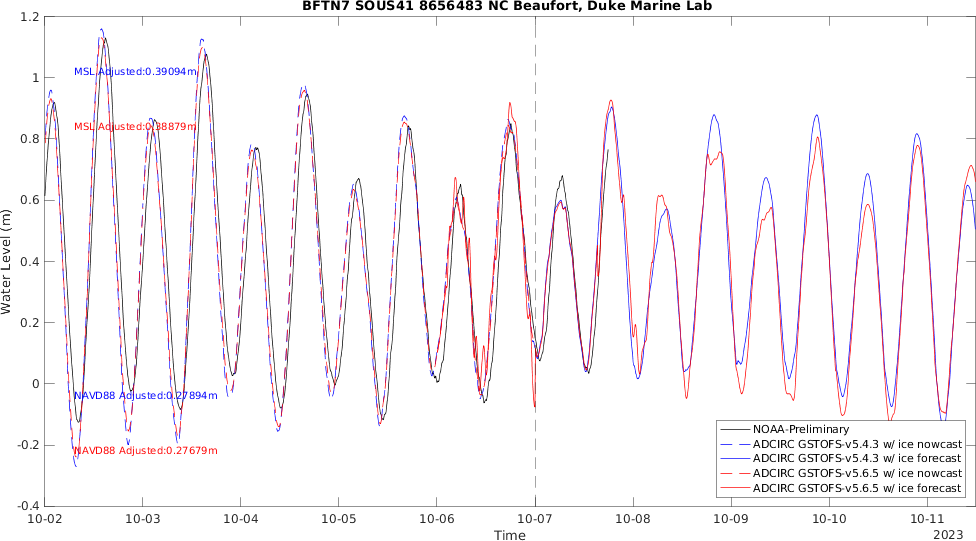 BFTN7 SOUS41 8656483 NC Beaufort, Duke Marine Lab
1.2
1
0.8
0.6
0.4
0.2
0
-0.2
-0.4
Water Level (m)
MSL Adjusted:0.39094m
MSL Adjusted:0.38879m
NAVD88 Adjusted:0.27894m
NAVD88 Adjusted:0.27679m
NOAA-Preliminary
ADCIRC GSTOFS-v5.4.3 w/ ice nowcast
ADCIRC GSTOFS-v5.4.3 w/ ice forecast
ADCIRC GSTOFS-v5.6.5 w/ ice nowcast
ADCIRC GSTOFS-v5.6.5 w/ ice forecast
10-02 10-03 10-04 10-05 10-06 10-07 10-08 10-09 10-10 10-11
Time
2023